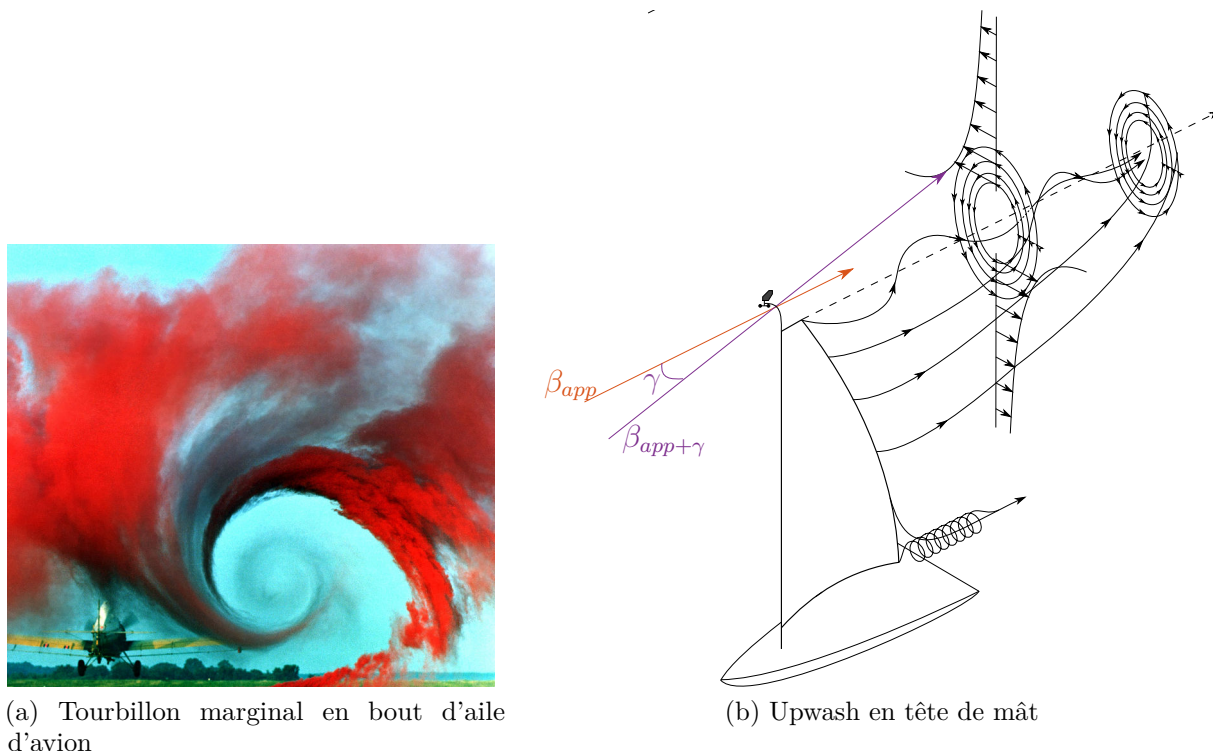 β_app
γ
β_app+γ
(a) Tourbillon marginal en bout d'aile
d'avion
(b) Upwash en tête de mât